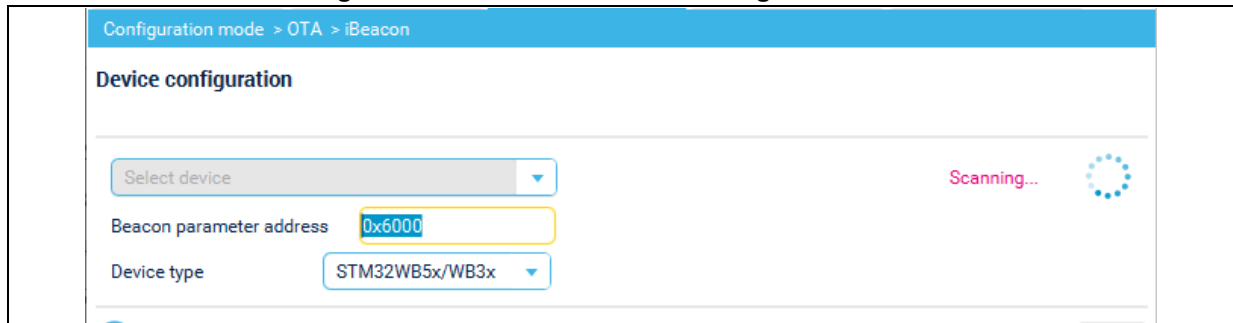 Configuration mode > OTA > iBeacon
Device configuration
Select device
Scanning...
Beacon parameter address 0x6000
Device type STM32WB5x/WB3x